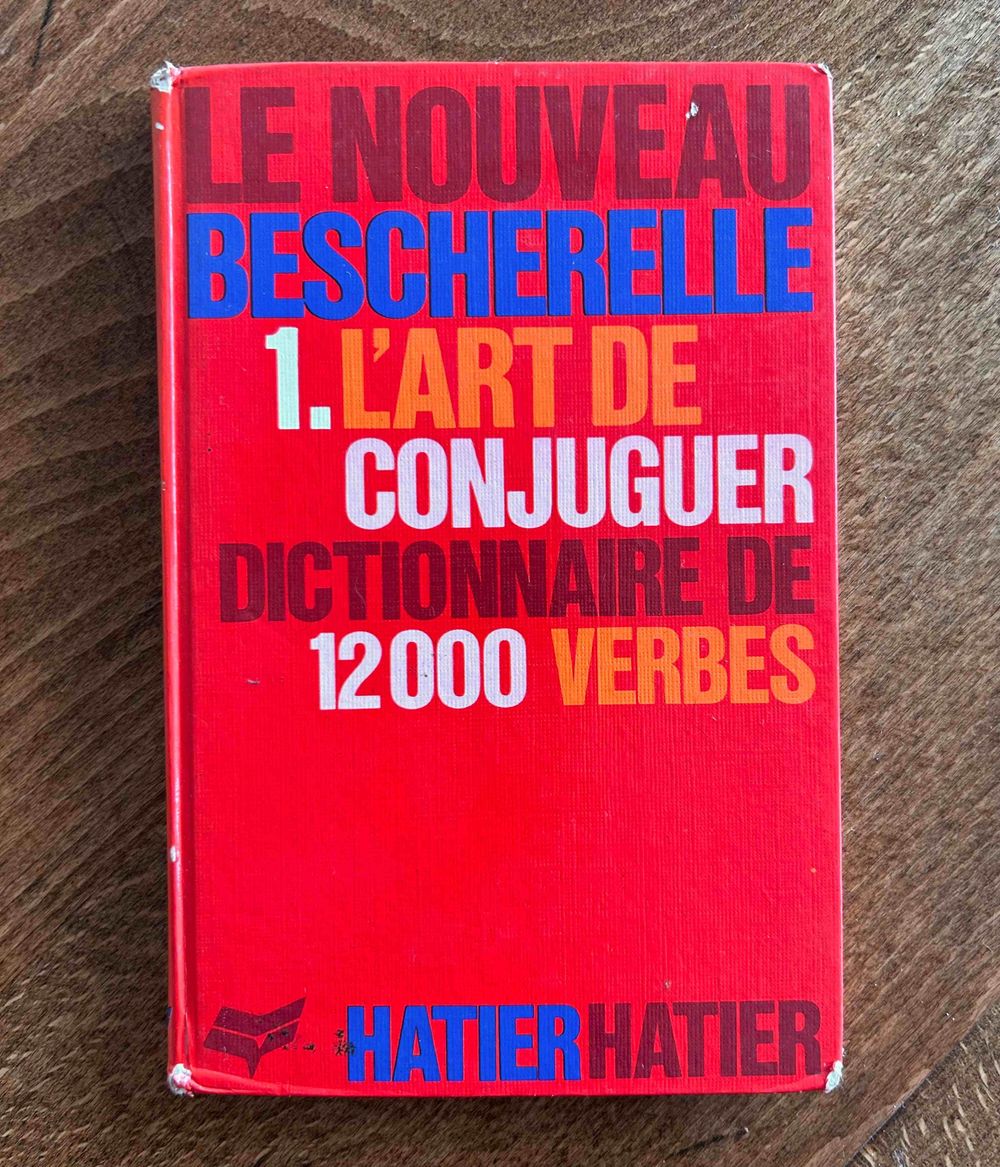 LE NOUVEAU
BESCHERELLE
1. L'ART DE
CONJUGUER
DICTIONNAIRE DE
12000 VERBES
HATIER HATIER